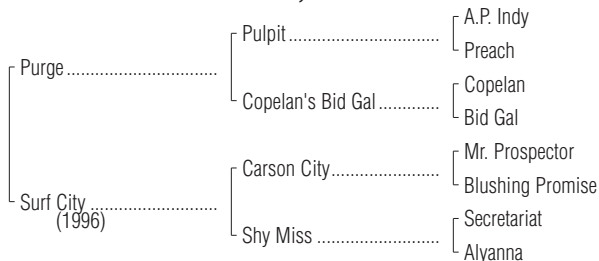 A.P. Indy
Pulpit
Preach
Purge
Copelan
Copelan's Bid Gal
Bid Gal
Mr. Prospector
Carson City
Blushing Promise
Surf City
(1996)
Secretariat
Shy Miss
Alyanna